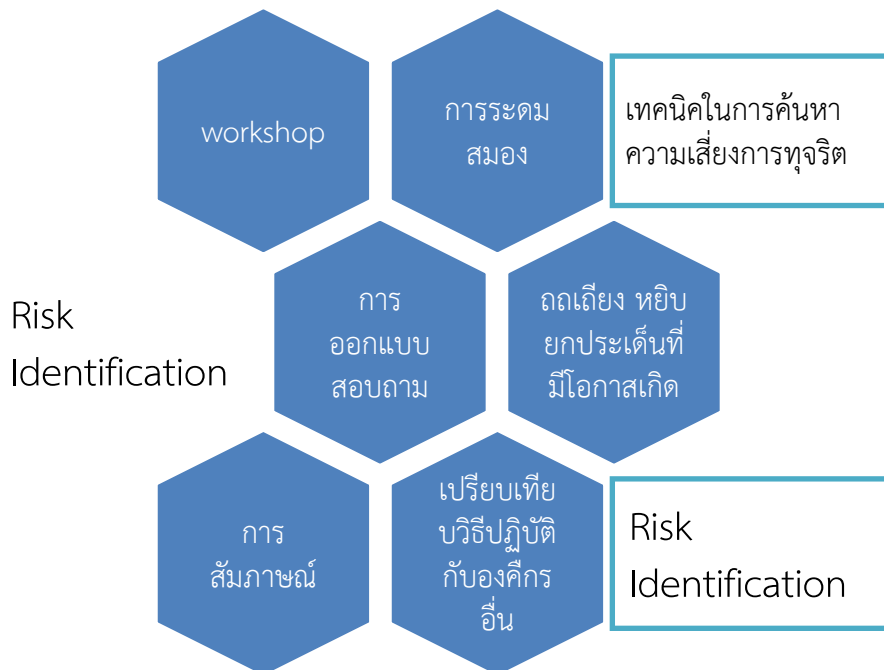 workshop
การระดม
สมอง
เทคนิคในการค้นหา
ความเสี่ยงการทุจริต
Risk
Identification
การ
ออกแบบ
สอบถาม
ถถเถียง หยิบ
ยกประเด็นที่
มีโอกาสเกิด
การ
สัมภาษณ์
เปรียบเทีย
บวิธีปฏิบัติ
กับองคืกร
อื่น
Risk
Identification